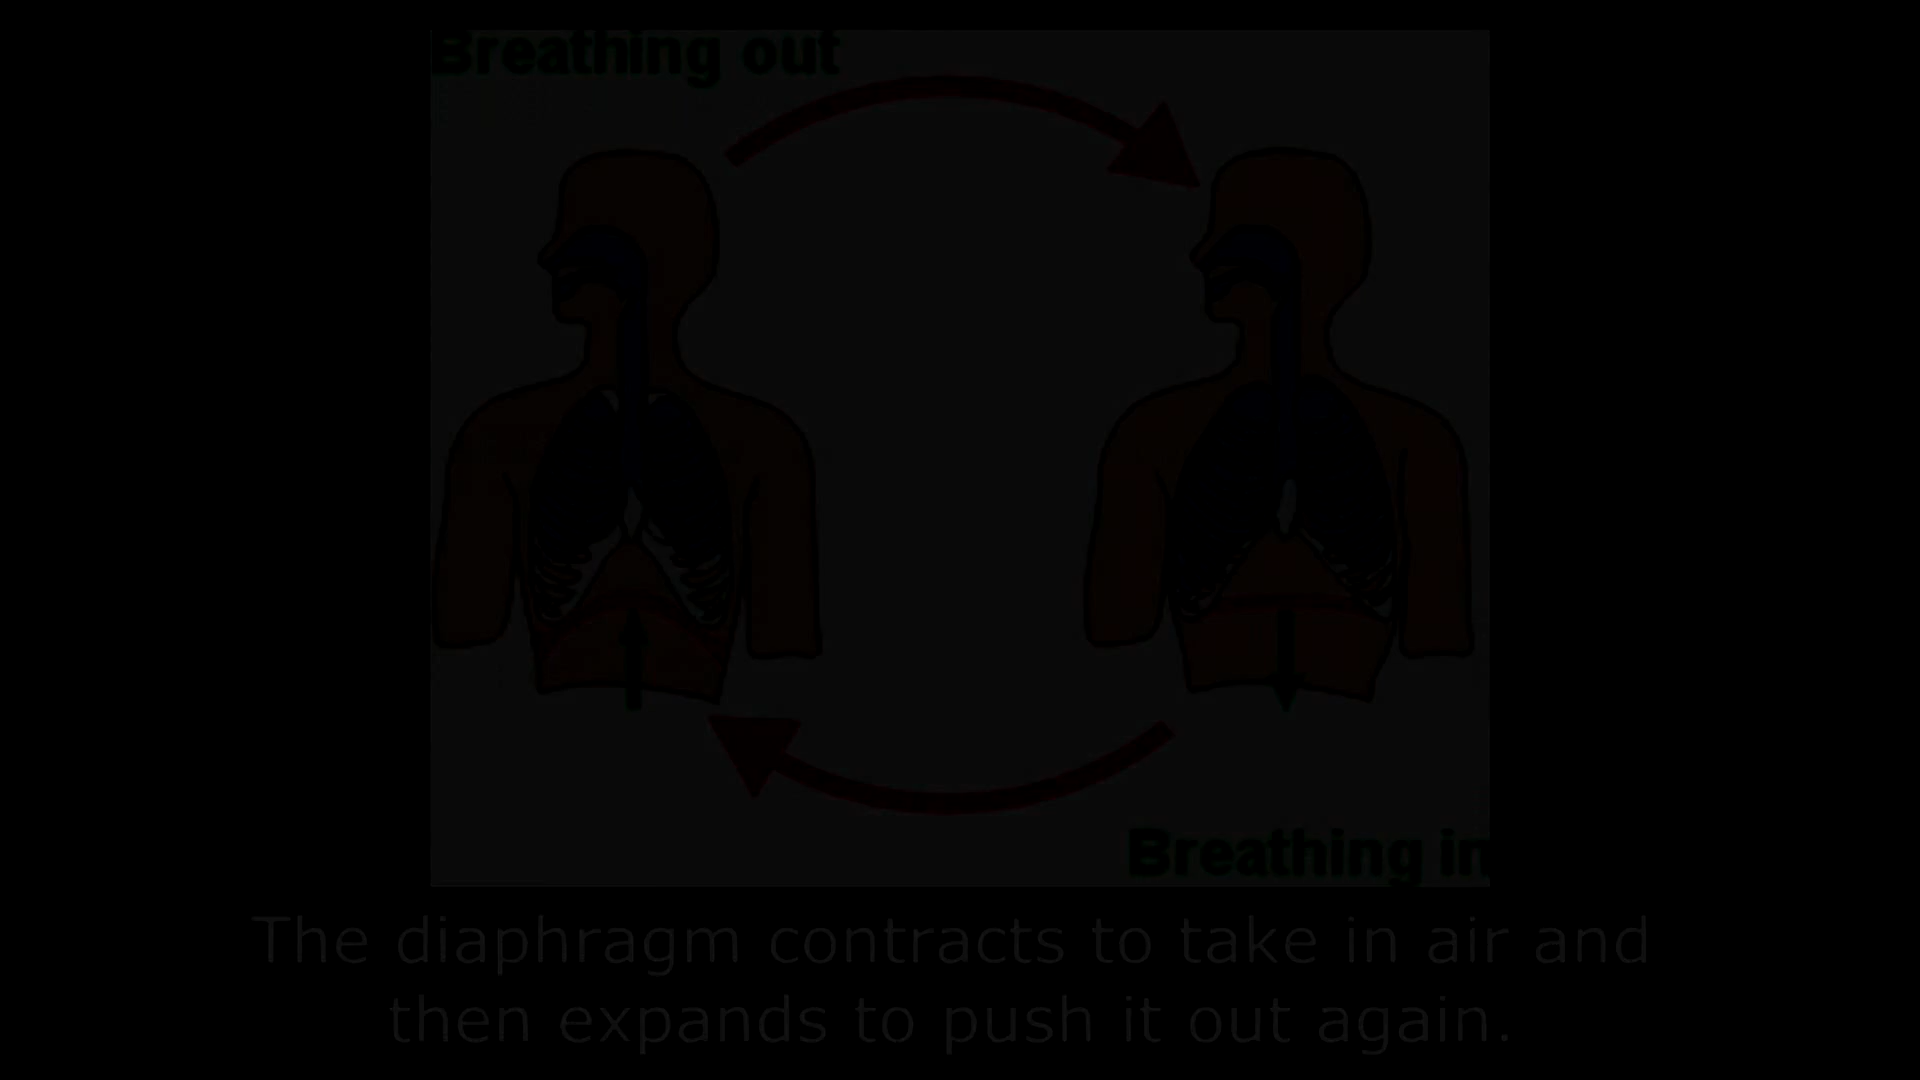 Breathing out
Breathing in
The diaphragm contracts to take in air and
then expands to push it out again.